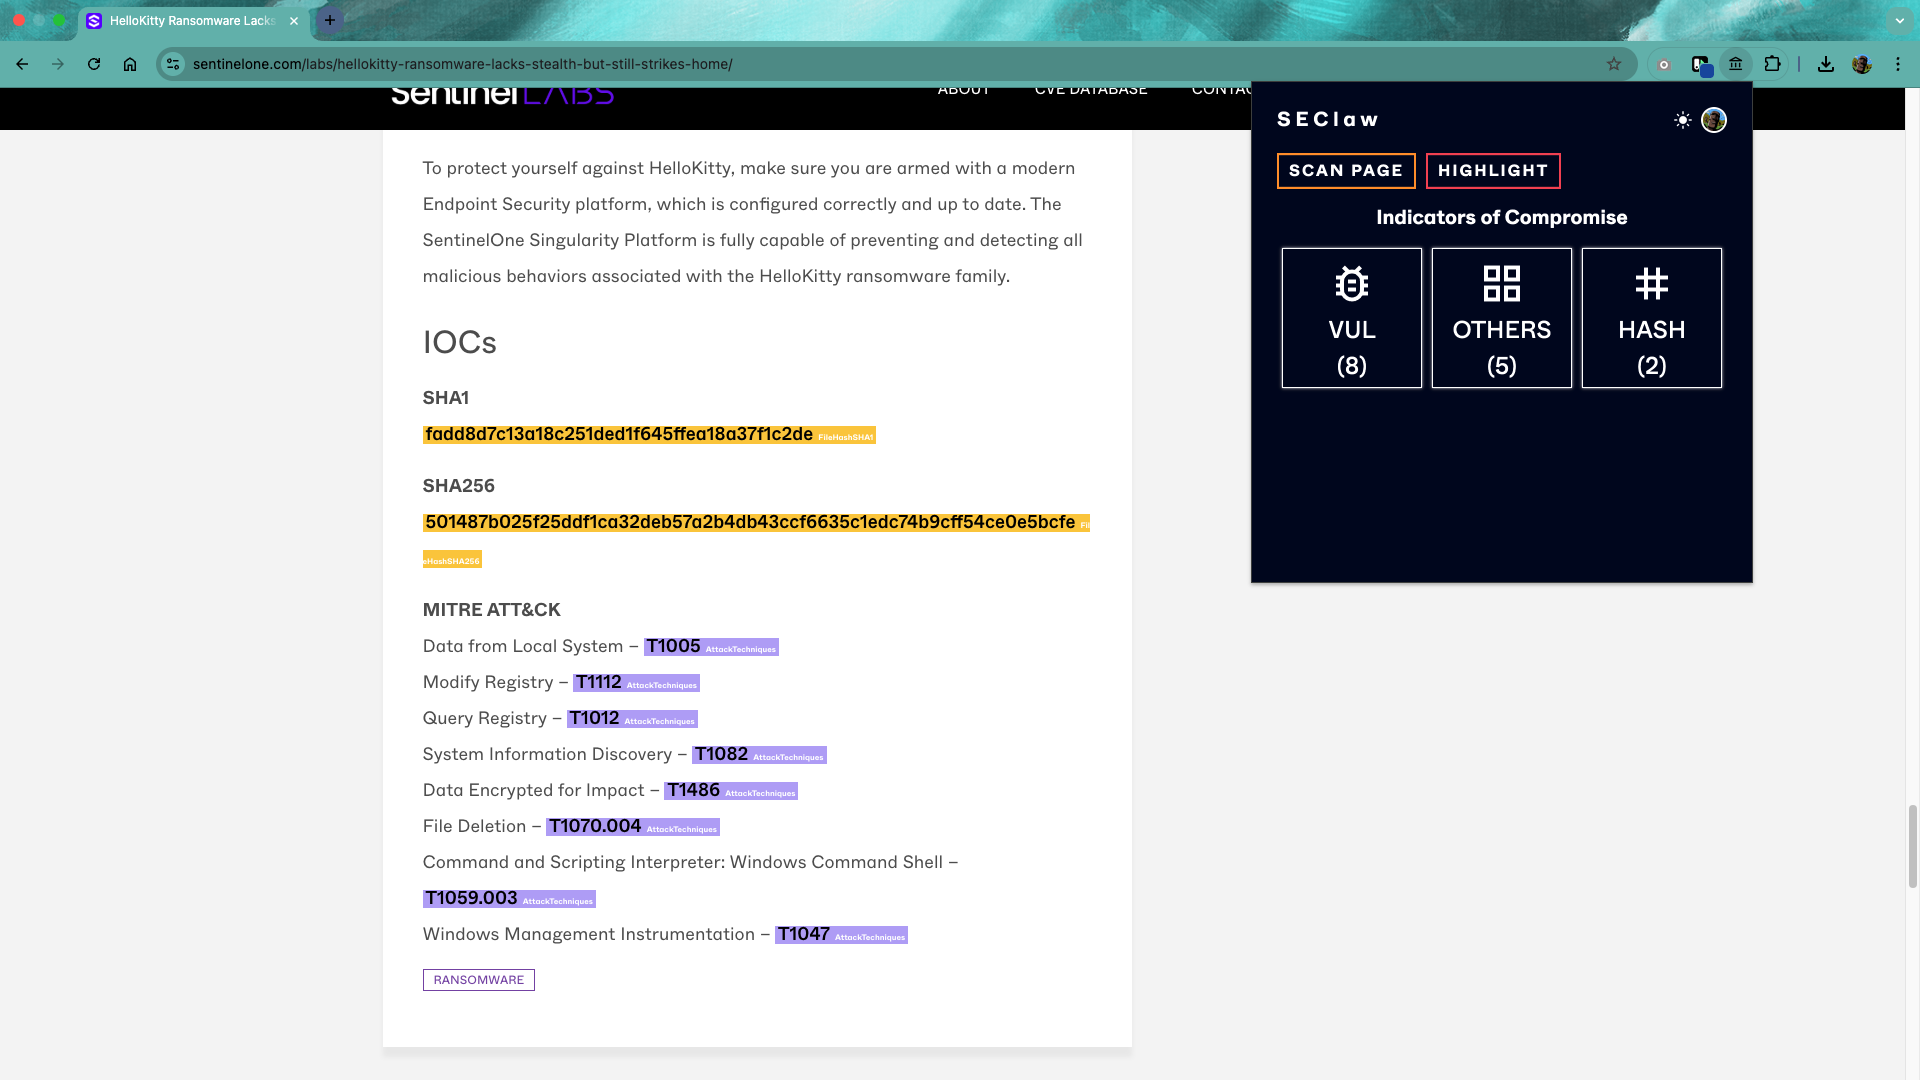 HelloKitty Ransomware Lacks
sentinelone.com/labs/hellokitty-ransomware-lacks-stealth-but-still-strikes-home/
SentinelLABS
ABOUT
CVE DATABASE
SEClaw
SCAN PAGE
HIGHLIGHT
Indicators of Compromise
VUL
(8)
OTHERS
(5)
HASH
(2)
To protect yourself against HelloKitty, make sure you are armed with a modern
Endpoint Security platform, which is configured correctly and up to date. The
SentinelOne Singularity Platform is fully capable of preventing and detecting all
malicious behaviors associated with the HelloKitty ransomware family.
IOCs
SHA1
fadd8d7c13a18c251ded1f645ffea18a37f1c2de FileHashSHA1
SHA256
501487b025f25ddf1ca32deb57a2b4db43ccf6635c1edc74b9cff54ce0e5bcfe Fil
eHashSHA256
MITRE ATT&CK
Data from Local System – T1005 AttackTechniques
Modify Registry – T1112 AttackTechniques
Query Registry – T1012 AttackTechniques
System Information Discovery – T1082 AttackTechniques
Data Encrypted for Impact – T1486 AttackTechniques
File Deletion – T1070.004 AttackTechniques
Command and Scripting Interpreter: Windows Command Shell –
T1059.003 AttackTechniques
Windows Management Instrumentation – T1047 AttackTechniques
RANSOMWARE